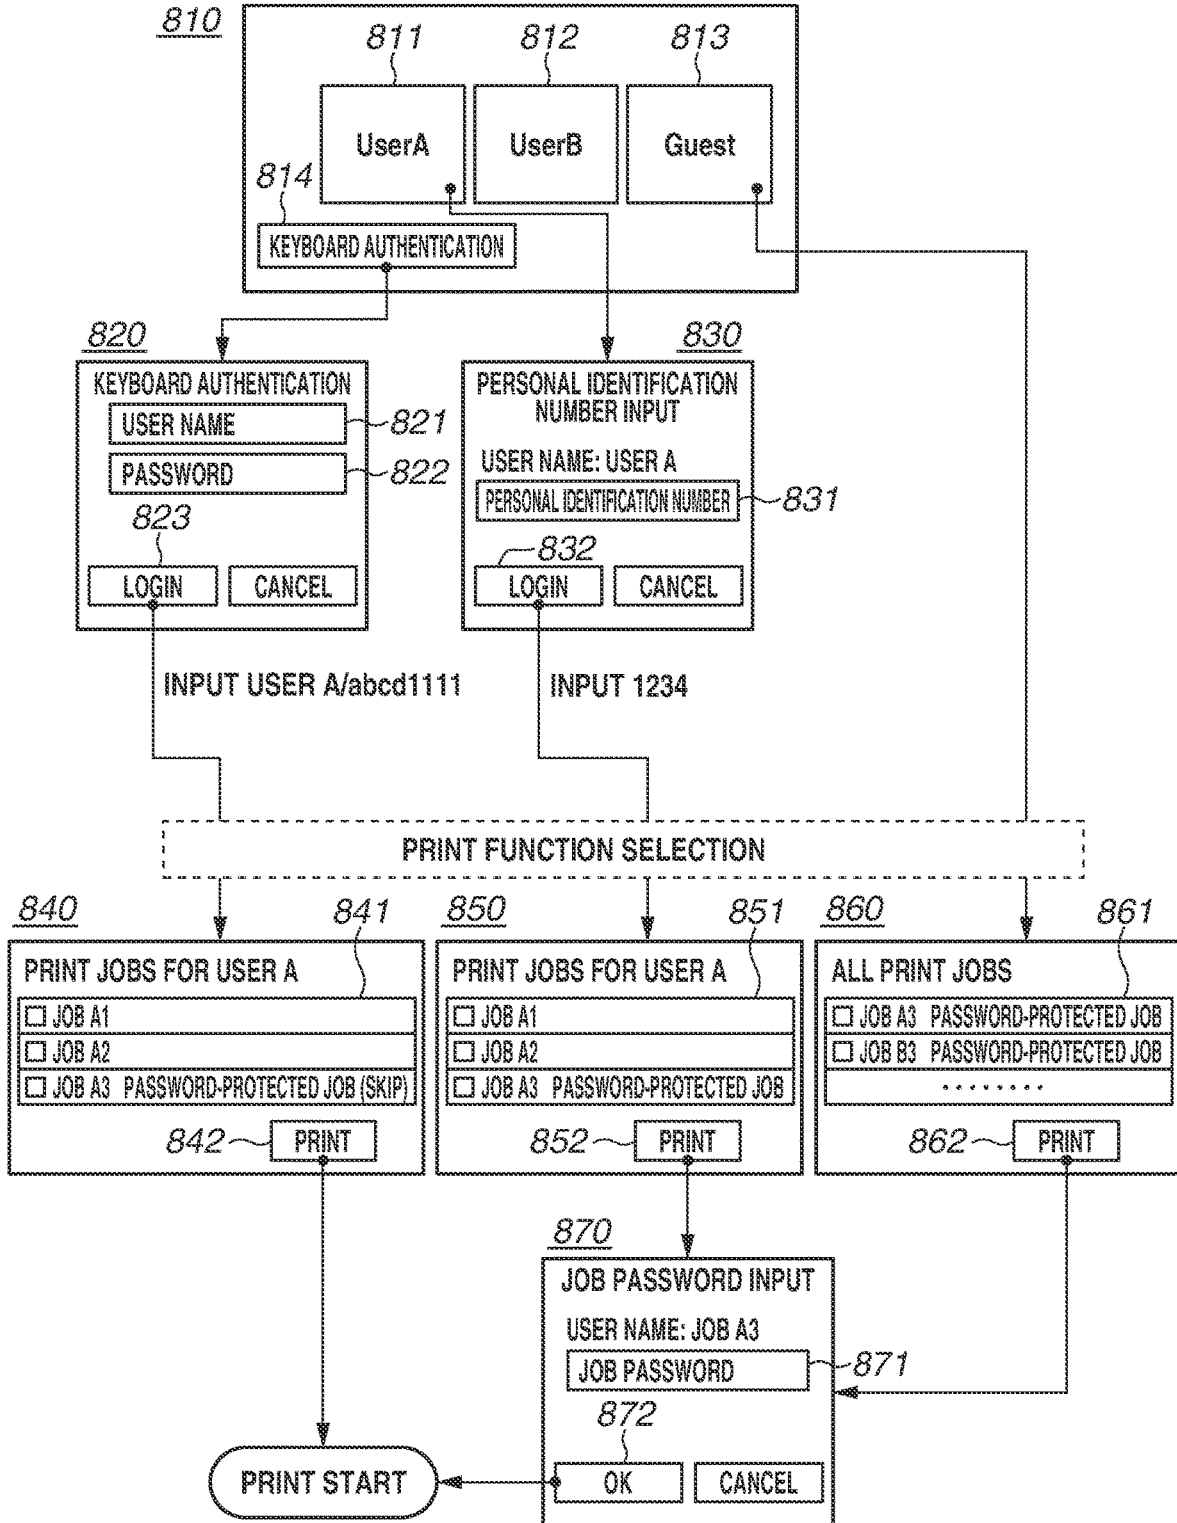 810
811
812
813
UserA
UserB
Guest
814
KEYBOARD AUTHENTICATION
820
KEYBOARD AUTHENTICATION
USER NAME
821
PASSWORD
822
823
LOGIN
CANCEL
830
PERSONAL IDENTIFICATION
NUMBER INPUT
USER NAME: USER A
PERSONAL IDENTIFICATION NUMBER
831
832
LOGIN
CANCEL
INPUT USER A/abcd1111
INPUT 1234
PRINT FUNCTION SELECTION
840
841
PRINT JOBS FOR USER A
JOB A1
JOB A2
JOB A3 PASSWORD-PROTECTED JOB (SKIP)
842
PRINT
850
851
PRINT JOBS FOR USER A
JOB A1
JOB A2
JOB A3 PASSWORD-PROTECTED JOB
852
PRINT
860
861
ALL PRINT JOBS
JOB A3 PASSWORD-PROTECTED JOB
JOB B3 PASSWORD-PROTECTED JOB
........
862
PRINT
870
JOB PASSWORD INPUT
USER NAME: JOB A3
JOB PASSWORD
871
872
OK
CANCEL
PRINT START